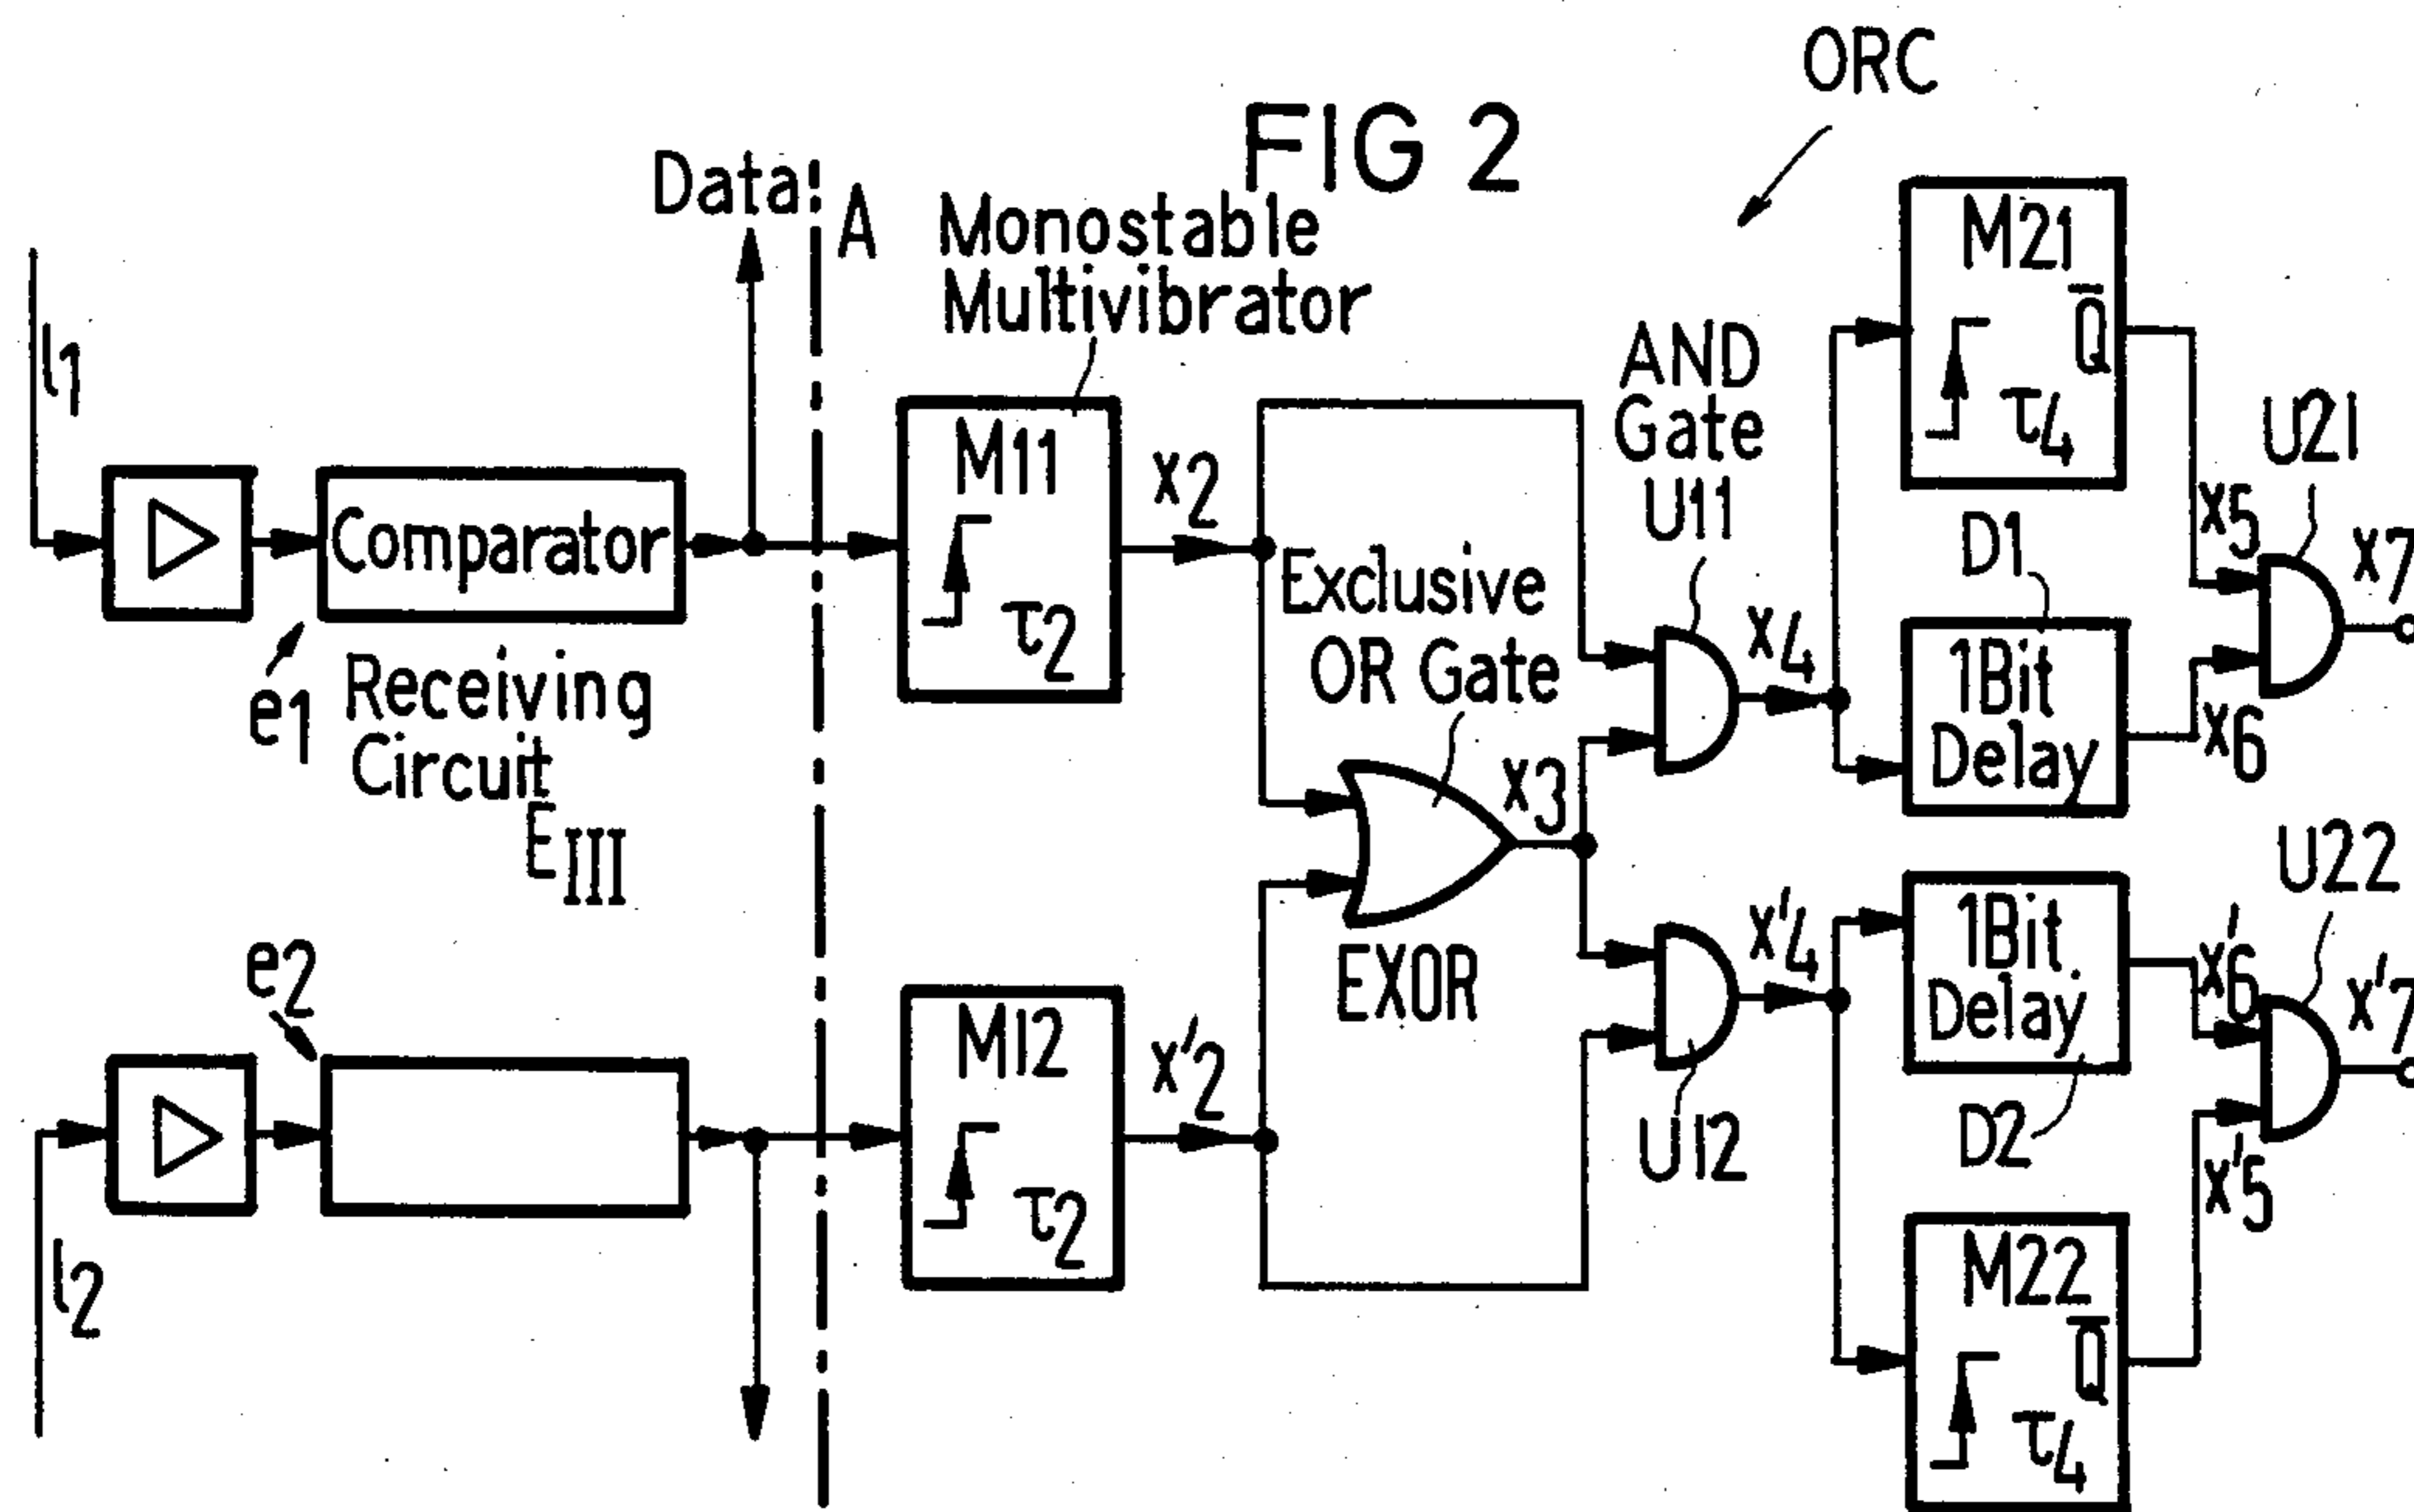 FIG 2
ORC
Data
A
Monostable
Multivibrator
l1
Comparator
e1
Receiving
Circuit
EIII
M11
τ2
x2
Exclusive
OR Gate
EXOR
x3
AND
Gate
U11
x4
M21
Q̅
τ4
x5
U21
D1
1Bit
Delay
x6
x7
e2
l2
M12
τ2
x'2
U12
x'4
1Bit
Delay
D2
x'6
U22
x'7
x'5
M22
Q̅
τ4